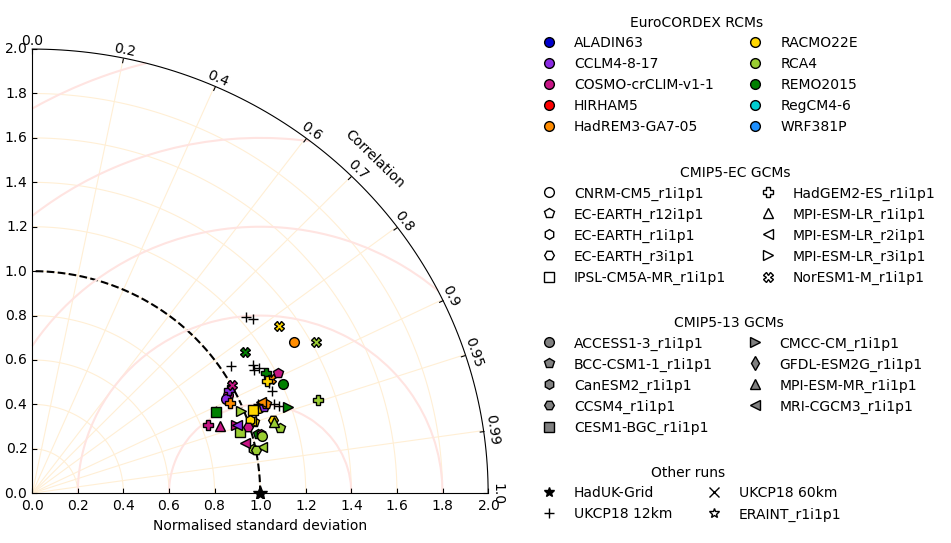 EuroCORDEX RCMs
ALADIN63 RACMO22E
CCLM4-8-17 RCA4
COSMO-crCLIM-v1-1 REMO2015
HIRHAM5 RegCM4-6
HadREM3-GA7-05 WRF381P
CMIP5-EC GCMs
CNRM-CM5_r1i1p1 HadGEM2-ES_r1i1p1
EC-EARTH_r12i1p1 MPI-ESM-LR_r1i1p1
EC-EARTH_r1i1p1 MPI-ESM-LR_r2i1p1
EC-EARTH_r3i1p1 MPI-ESM-LR_r3i1p1
IPSL-CM5A-MR_r1i1p1 NorESM1-M_r1i1p1
CMIP5-13 GCMs
ACCESS1-3_r1i1p1 CMCC-CM_r1i1p1
BCC-CSM1-1_r1i1p1 GFDL-ESM2G_r1i1p1
CanESM2_r1i1p1 MPI-ESM-MR_r1i1p1
CCSM4_r1i1p1 MRI-CGCM3_r1i1p1
CESM1-BGC_r1i1p1
Other runs
HadUK-Grid UKCP18 60km
UKCP18 12km ERAINT_r1i1p1
0.0
0.2
0.4
0.6
Correlation
0.7
0.8
0.9
0.95
0.99
1.0
2.0
1.8
1.6
1.4
1.2
1.0
0.8
0.6
0.4
0.2
0.0
0.0 0.2 0.4 0.6 0.8 1.0 1.2 1.4 1.6 1.8 2.0
Normalised standard deviation